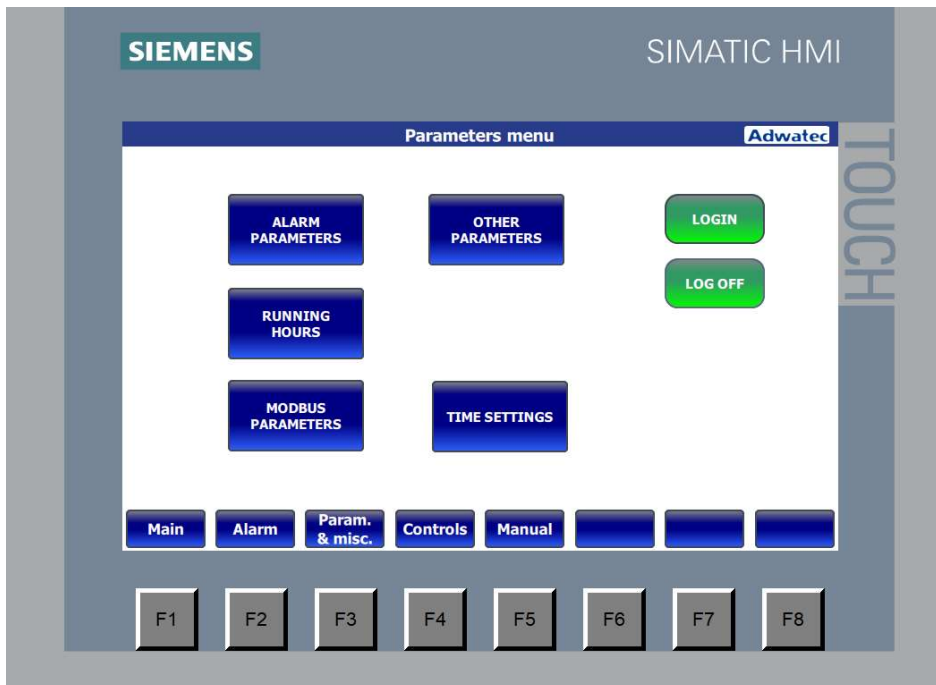 SIEMENS
SIMATIC HMI
TOUCH
Parameters menu
Adwatec
ALARM
PARAMETERS
OTHER
PARAMETERS
LOGIN
LOG OFF
RUNNING
HOURS
MODBUS
PARAMETERS
TIME SETTINGS
Main
Alarm
Param.
& misc.
Controls
Manual
F1
F2
F3
F4
F5
F6
F7
F8